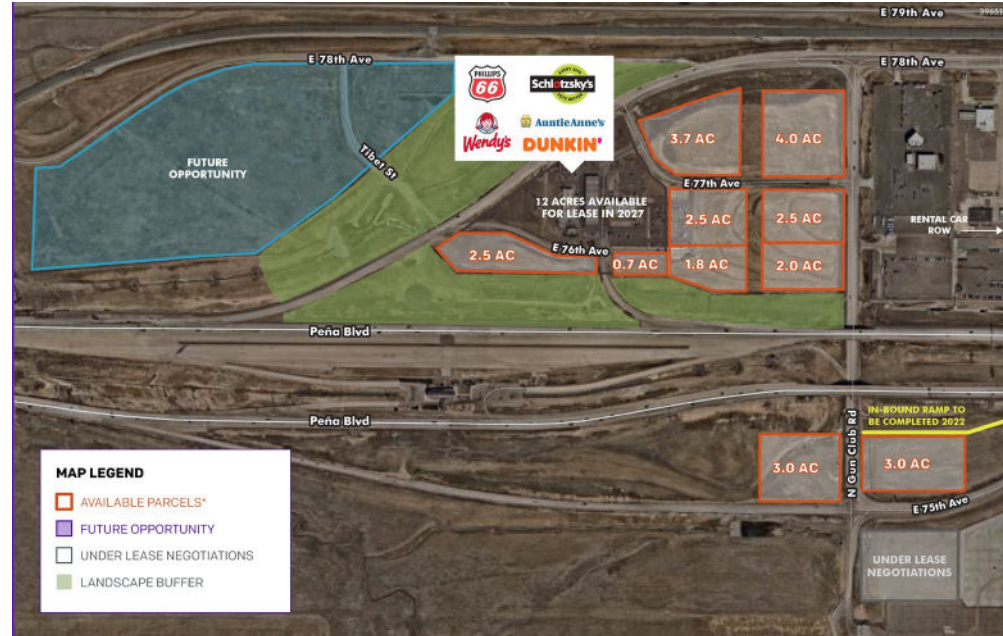 E 79th Ave
39651
E 78th Ave
E 78th Ave
PHILLIPS
66
Schlotzsky's
Wendy's
Auntie Anne's
DUNKIN'
Tibet St
FUTURE
OPPORTUNITY
3.7 AC
4.0 AC
E 77th Ave
12 ACRES AVAILABLE
FOR LEASE IN 2027
2.5 AC
2.5 AC
RENTAL CAR
ROW
E 76th Ave
2.5 AC
0.7 AC
1.8 AC
2.0 AC
Peña Blvd
Peña Blvd
N Gun Club Rd
IN-BOUND RAMP TO
BE COMPLETED 2022
3.0 AC
3.0 AC
E 75th Ave
UNDER LEASE
NEGOTIATIONS
MAP LEGEND
AVAILABLE PARCELS*
FUTURE OPPORTUNITY
UNDER LEASE NEGOTIATIONS
LANDSCAPE BUFFER